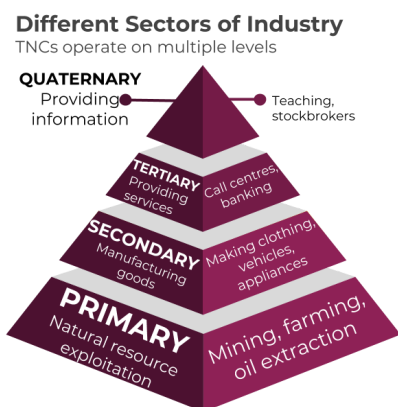 Different Sectors of Industry
TNCs operate on multiple levels
QUATERNARY
Providing
information
Teaching,
stockbrokers
TERTIARY
Providing
services
Call centres,
banking
SECONDARY
Manufacturing
goods
Making clothing,
vehicles,
appliances
PRIMARY
Natural resource
exploitation
Mining, farming,
oil extraction